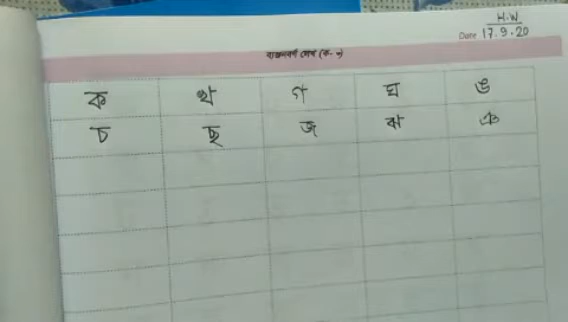 H.W
Date 17.9.20
ব্যঞ্জনবর্ণ লেখ (ক-ঞ)
ক খ গ ঘ ঙ
চ ছ জ ঝ ঞ